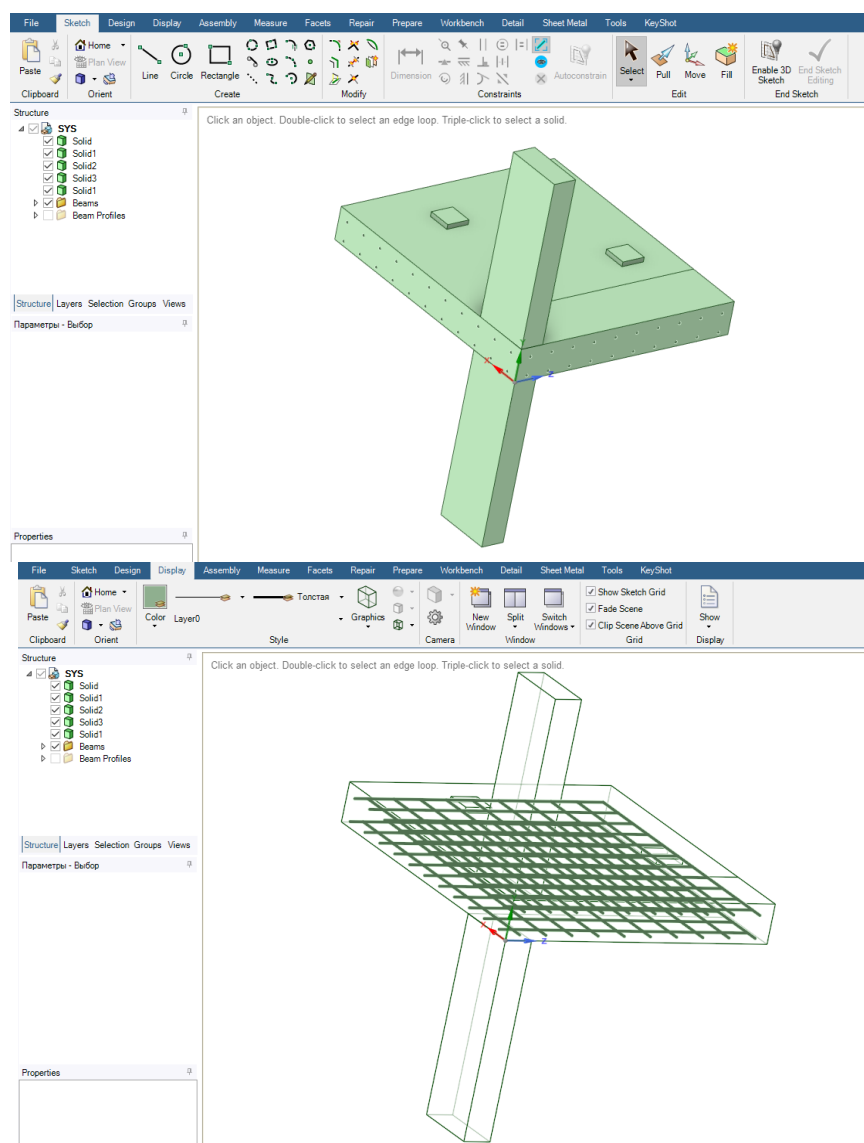 File Sketch Design Display Assembly Measure Facets Repair Prepare Workbench Detail Sheet Metal Tools KeyShot
Paste
Home
Plan View
Line Circle Rectangle
Dimension
Autoconstrain
Select Pull Move Fill
Enable 3D Sketch
End Sketch Editing
Clipboard Orient Create Modify Constraints Edit End Sketch
Structure
Click an object. Double-click to select an edge loop. Triple-click to select a solid.
SYS
Solid
Solid1
Solid2
Solid3
Solid1
Beams
Beam Profiles
Y
X
Z
Structure Layers Selection Groups Views
Параметры - Выбор
Properties
File Sketch Design Display Assembly Measure Facets Repair Prepare Workbench Detail Sheet Metal Tools KeyShot
Paste
Home
Plan View
Color Layer0
Толстая
Graphics
New Window
Split
Switch Windows
Show Sketch Grid
Fade Scene
Clip Scene Above Grid
Show
Clipboard Orient Style Camera Window Grid Display
Structure
Click an object. Double-click to select an edge loop. Triple-click to select a solid.
SYS
Solid
Solid1
Solid2
Solid3
Solid1
Beams
Beam Profiles
Structure Layers Selection Groups Views
Параметры - Выбор
X
Z
Properties